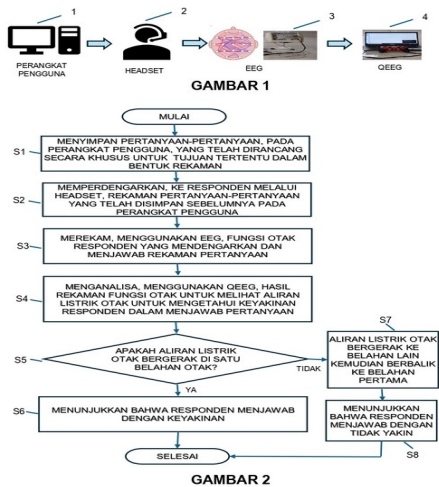 1
2
3
4
PERANGKAT
PENGGUNA
HEADSET
EEG
QEEG
GAMBAR 1
MULAI
S1
MENYIMPAN PERTANYAAN-PERTANYAAN, PADA
PERANGKAT PENGGUNA, YANG TELAH DIRANCANG
SECARA KHUSUS UNTUK TUJUAN TERTENTU DALAM
BENTUK REKAMAN
S2
MEMPERDENGARKAN, KE RESPONDEN MELALUI
HEADSET, REKAMAN PERTANYAAN-PERTANYAAN
YANG TELAH DISIMPAN SEBELUMNYA PADA
PERANGKAT PENGGUNA
S3
MEREKAM, MENGGUNAKAN EEG, FUNGSI OTAK
RESPONDEN YANG MENDENGARKAN DAN
MENJAWAB REKAMAN PERTANYAAN
S4
MENGANALISA, MENGGUNAKAN QEEG, HASIL
REKAMAN FUNGSI OTAK UNTUK MELIHAT ALIRAN
LISTRIK OTAK UNTUK MENGETAHUI KEYAKINAN
RESPONDEN DALAM MENJAWAB PERTANYAAN
S5
APAKAH ALIRAN LISTRIK
OTAK BERGERAK DI SATU
BELAHAN OTAK?
TIDAK
YA
S7
ALIRAN LISTRIK OTAK
BERGERAK KE
BELAHAN LAIN
KEMUDIAN BERBALIK
KE BELAHAN
PERTAMA
S6
MENUNJUKKAN BAHWA RESPONDEN MENJAWAB
DENGAN KEYAKINAN
MENUNJUKKAN
BAHWA RESPONDEN
MENJAWAB DENGAN
TIDAK YAKIN
S8
SELESAI
GAMBAR 2